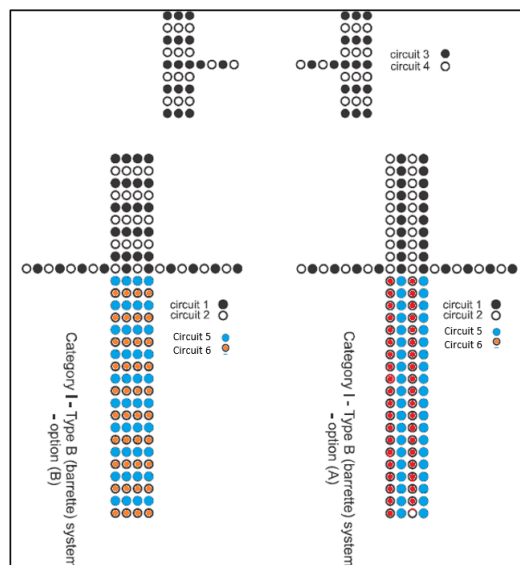 circuit 3
circuit 4
circuit 1
circuit 2
Circuit 5
Circuit 6
Category I - Type B (barrette) system
- option (B)
circuit 1
circuit 2
Circuit 5
Circuit 6
Category I - Type B (barrette) system
- option (A)